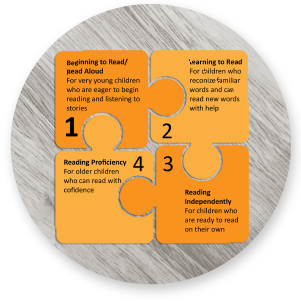 Beginning to Read/
Read Aloud
For very young children
who are eager to begin
reading and listening to
stories
1
Learning to Read
For children who
reconize familiar
words and can
read new words
with help
2
Reading Proficiency
For older children
who can read with
cofidence
4
3
Reading
Independently
For children who
are ready to read
on their own